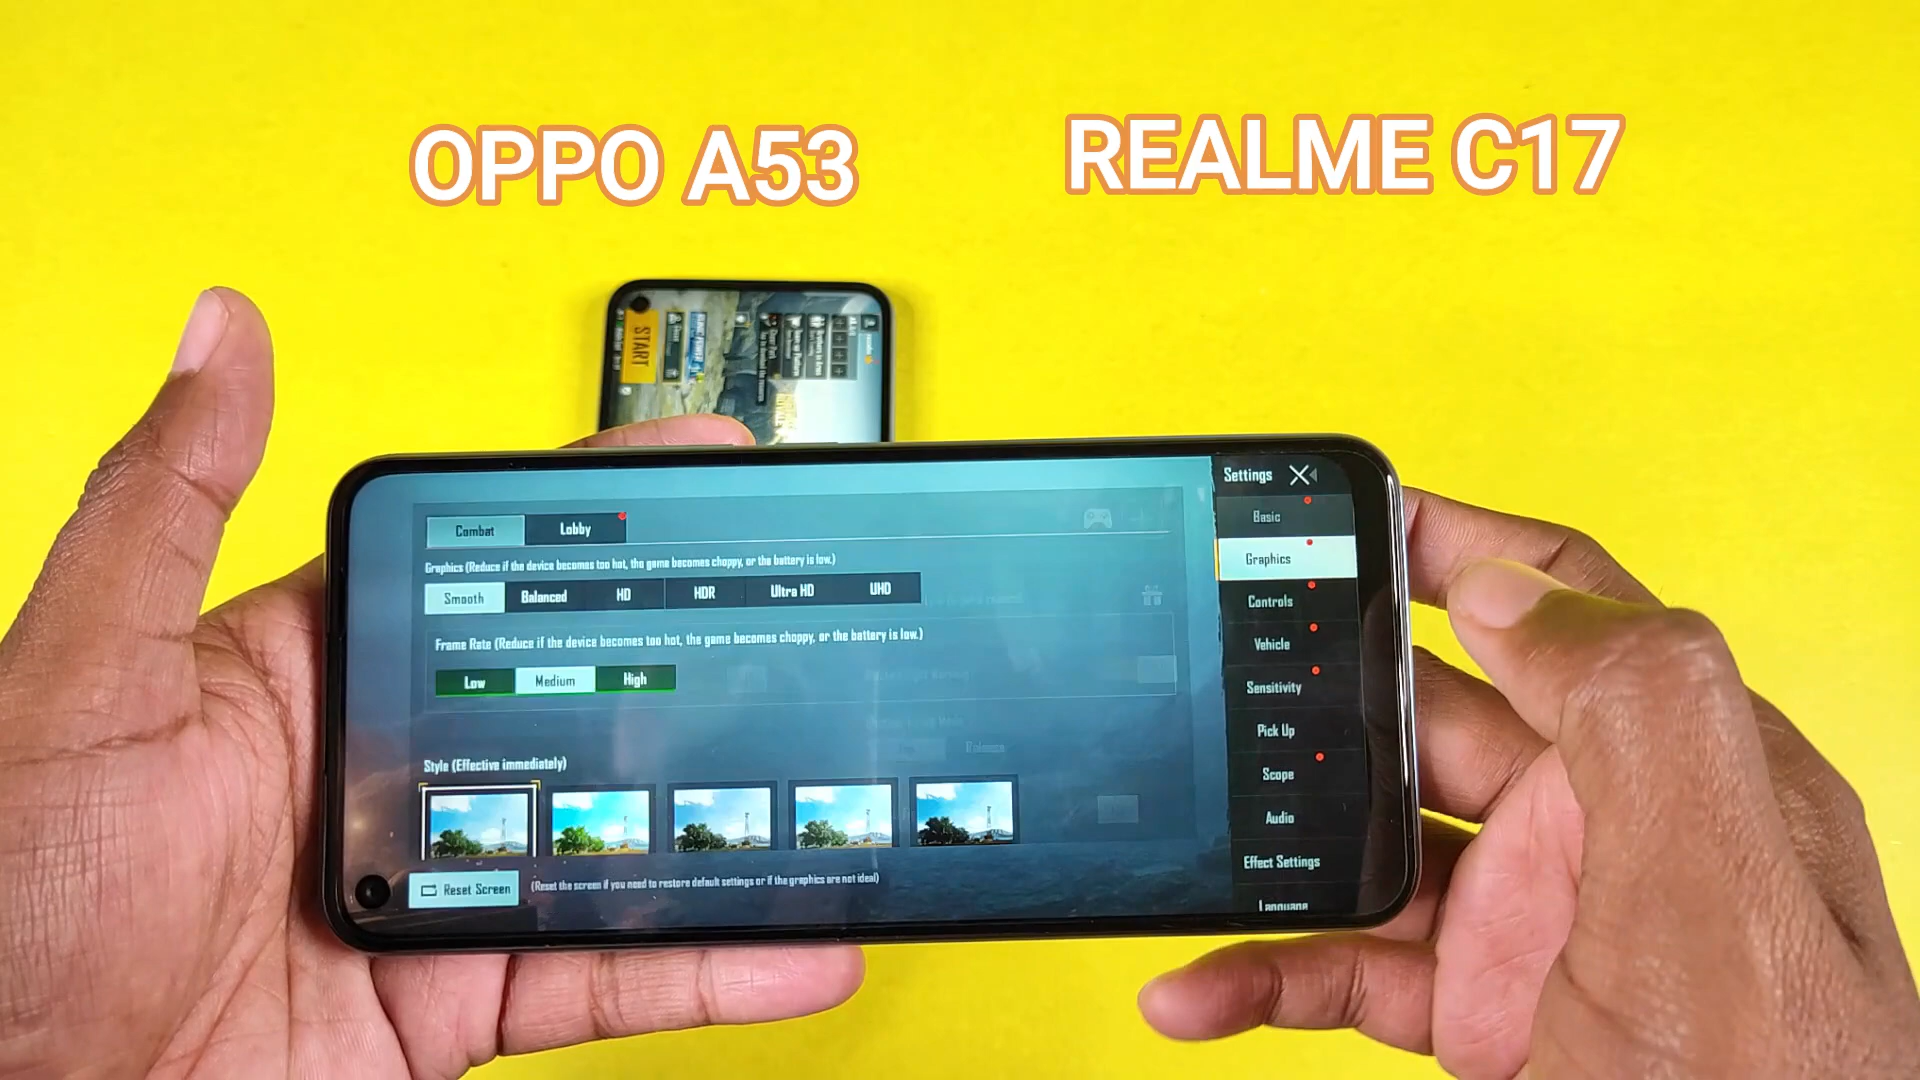 OPPO A53
REALME C17
START
Settings
Combat
Lobby
Basic
Graphics (Reduce if the device becomes too hot, the game becomes choppy, or the battery is low.)
Graphics
Smooth
Balanced
HD
HDR
Ultra HD
UHD
Controls
Frame Rate (Reduce if the device becomes too hot, the game becomes choppy, or the battery is low.)
Vehicle
Low
Medium
High
Sensitivity
Pick Up
Release
Style (Effective immediately)
Scope
Audio
Effect Settings
Reset Screen
(Reset the screen if you need to restore default settings or if the graphics are not ideal)
Language